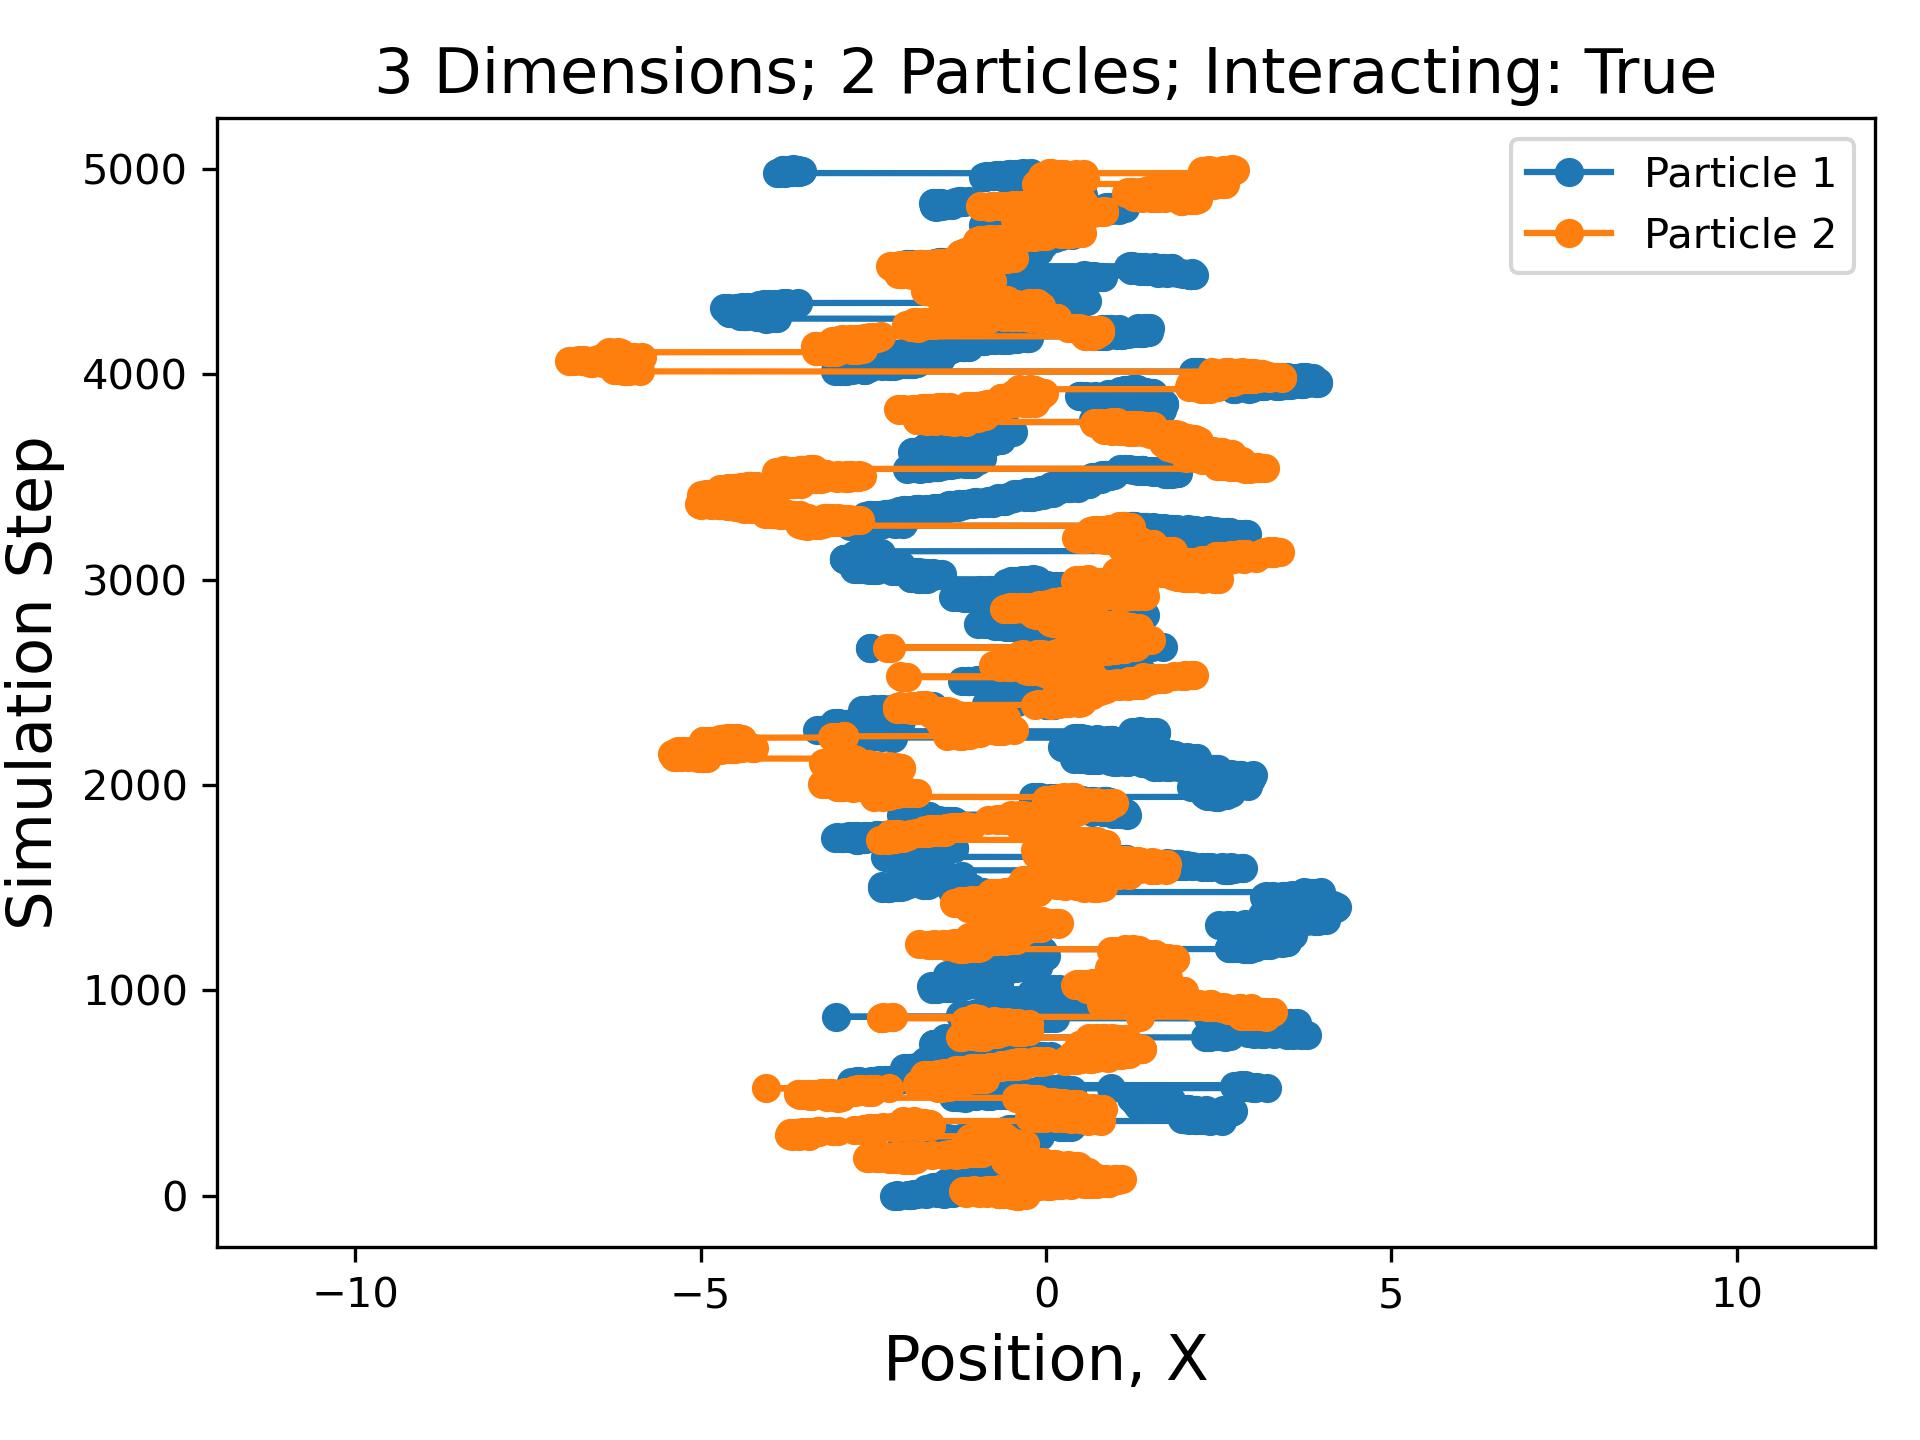 3 Dimensions; 2 Particles; Interacting: True
Particle 1
Particle 2
Simulation Step
5000
4000
3000
2000
1000
0
−10
−5
0
5
10
Position, X